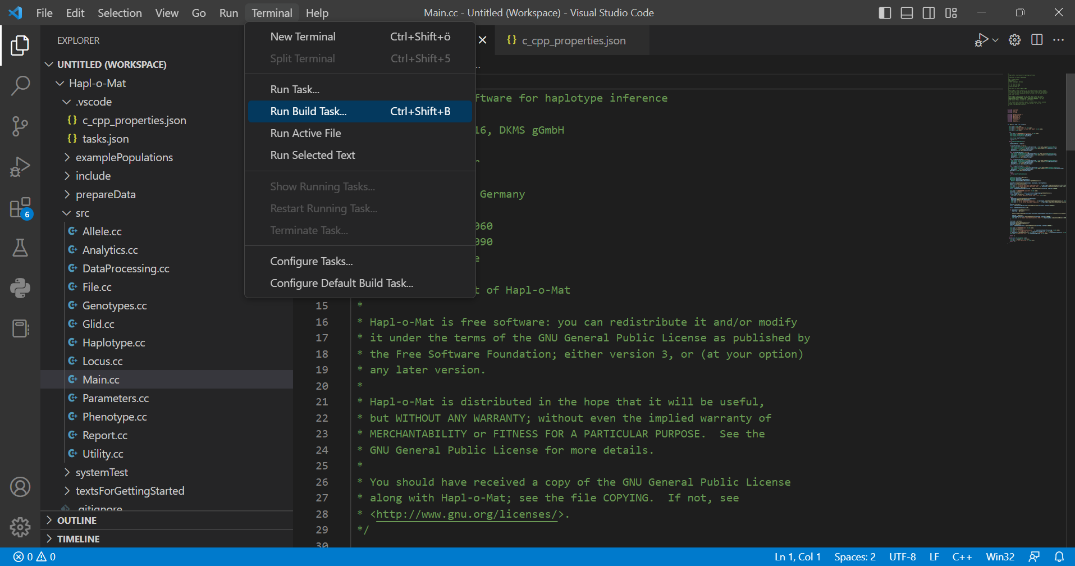 File Edit Selection View Go Run Terminal Help
Main.cc - Untitled (Workspace) - Visual Studio Code
EXPLORER
UNTITLED (WORKSPACE)
Hapl-o-Mat
.vscode
{} c_cpp_properties.json
{} tasks.json
examplePopulations
include
prepareData
src
Allele.cc
Analytics.cc
DataProcessing.cc
File.cc
Genotypes.cc
Glid.cc
Haplotype.cc
Locus.cc
Main.cc
Parameters.cc
Phenotype.cc
Report.cc
Utility.cc
systemTest
textsForGettingStarted
.gitignore
OUTLINE
TIMELINE
6
New Terminal Ctrl+Shift+ö
Split Terminal Ctrl+Shift+5
Run Task...
Run Build Task... Ctrl+Shift+B
Run Active File
Run Selected Text
Show Running Tasks...
Restart Running Task...
Terminate Task...
Configure Tasks...
Configure Default Build Task...
{} c_cpp_properties.json
ftware for haplotype inference
16, DKMS gGmbH
Germany
060
090
e
t of Hapl-o-Mat
15 *
16 * Hapl-o-Mat is free software: you can redistribute it and/or modify
17 * it under the terms of the GNU General Public License as published by
18 * the Free Software Foundation; either version 3, or (at your option)
19 * any later version.
20 *
21 * Hapl-o-Mat is distributed in the hope that it will be useful,
22 * but WITHOUT ANY WARRANTY; without even the implied warranty of
23 * MERCHANTABILITY or FITNESS FOR A PARTICULAR PURPOSE.  See the
24 * GNU General Public License for more details.
25 *
26 * You should have received a copy of the GNU General Public License
27 * along with Hapl-o-Mat; see the file COPYING.  If not, see
28 * <http://www.gnu.org/licenses/>.
29 */
30
0 0
Ln 1, Col 1 Spaces: 2 UTF-8 LF C++ Win32